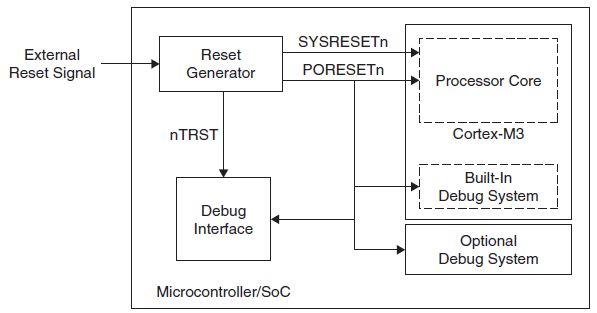 External
Reset Signal
Reset
Generator
SYSRESETn
PORESETn
Processor Core
Cortex-M3
nTRST
Built-In
Debug System
Debug
Interface
Optional
Debug System
Microcontroller/SoC